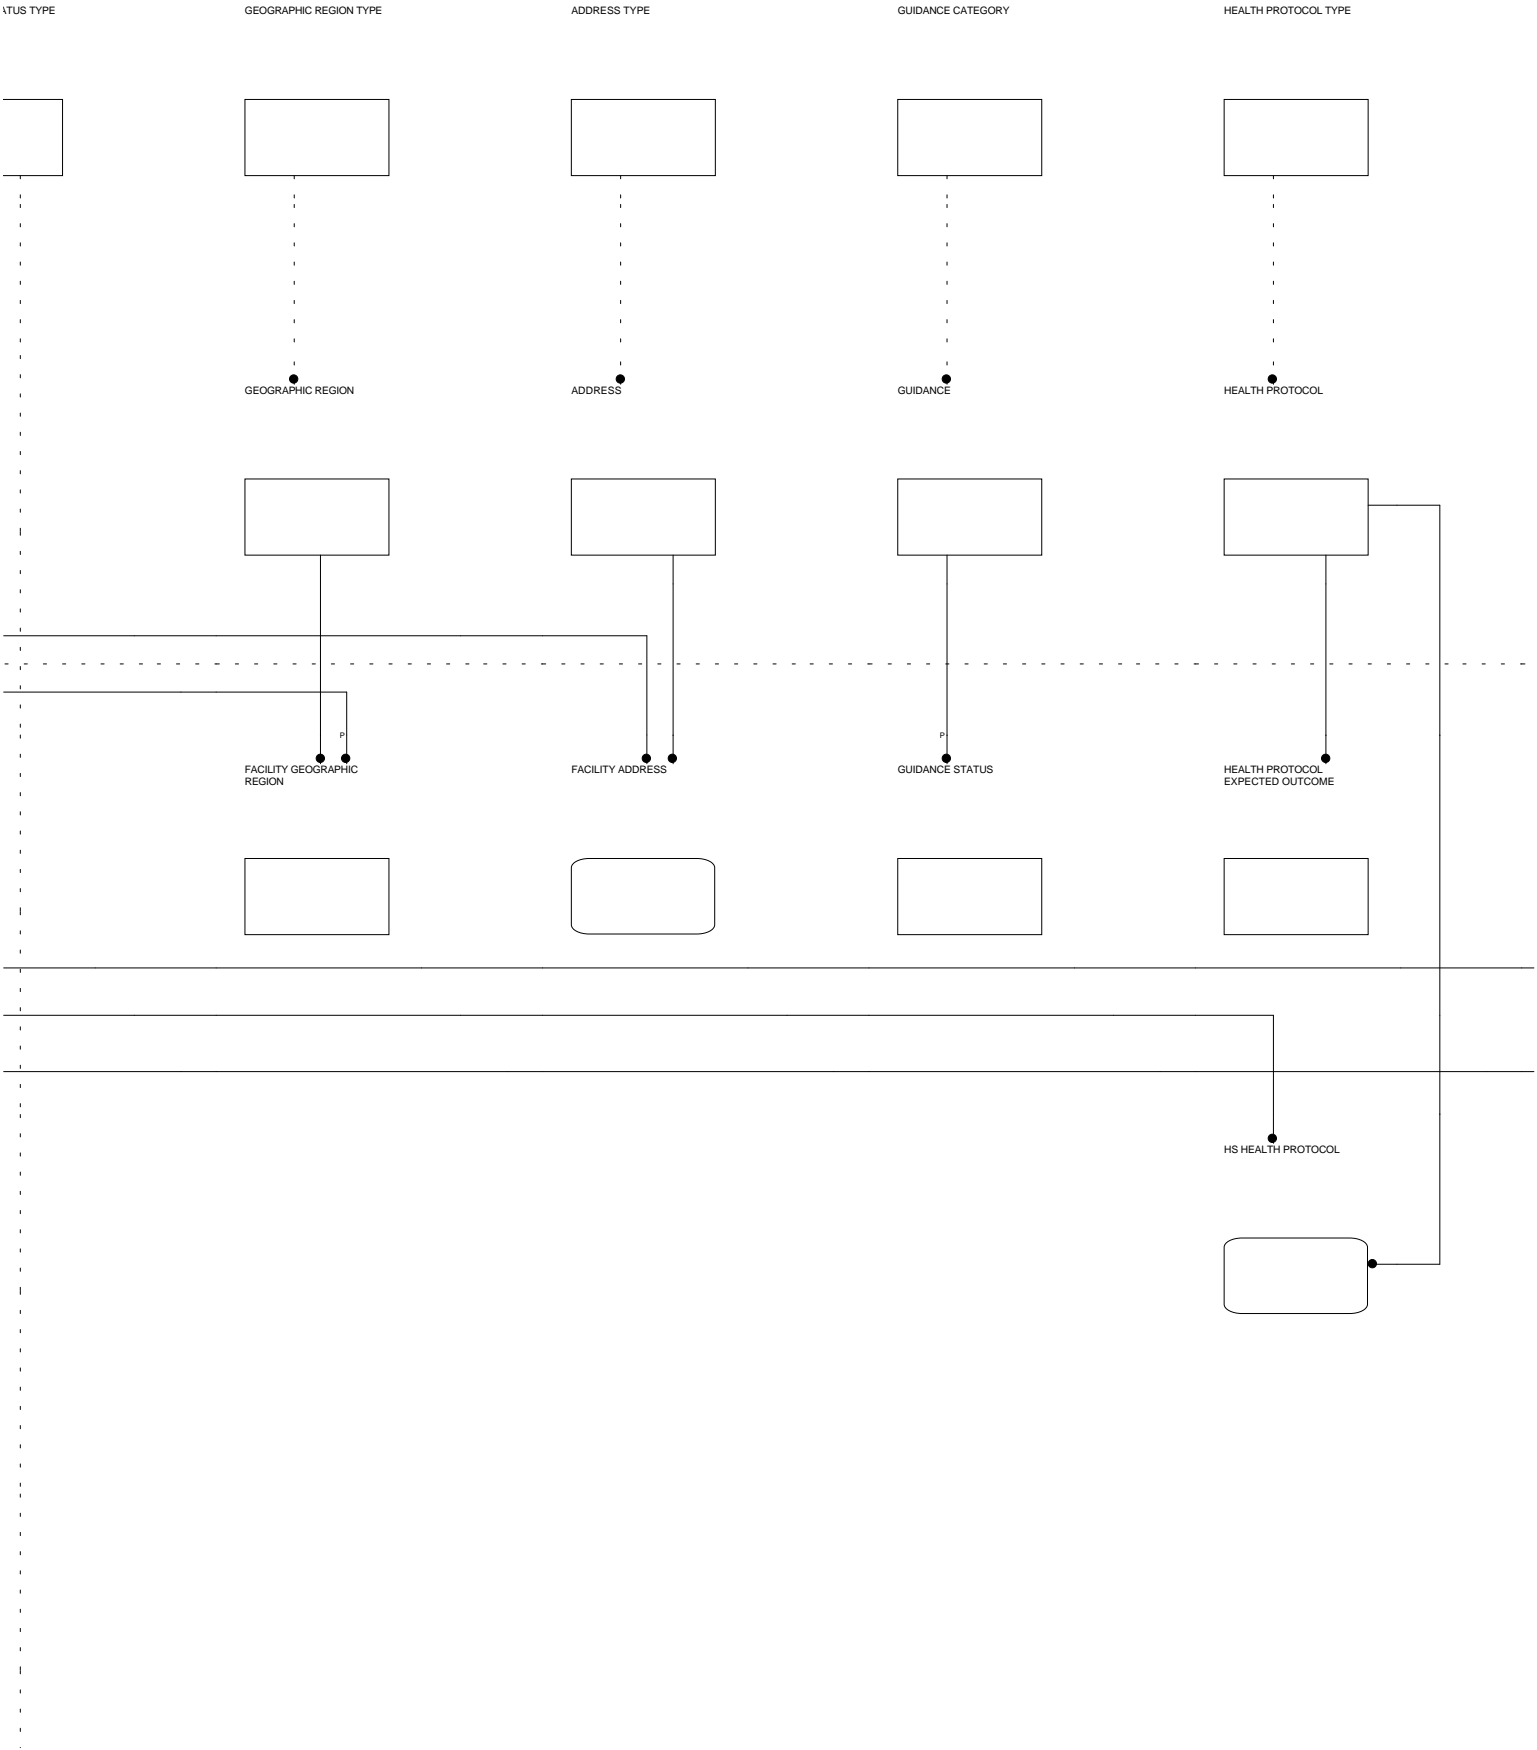 TUS TYPE
GEOGRAPHIC REGION TYPE
ADDRESS TYPE
GUIDANCE CATEGORY
HEALTH PROTOCOL TYPE
GEOGRAPHIC REGION
ADDRESS
GUIDANCE
HEALTH PROTOCOL
P
P
FACILITY GEOGRAPHIC
REGION
FACILITY ADDRESS
GUIDANCE STATUS
HEALTH PROTOCOL
EXPECTED OUTCOME
HS HEALTH PROTOCOL